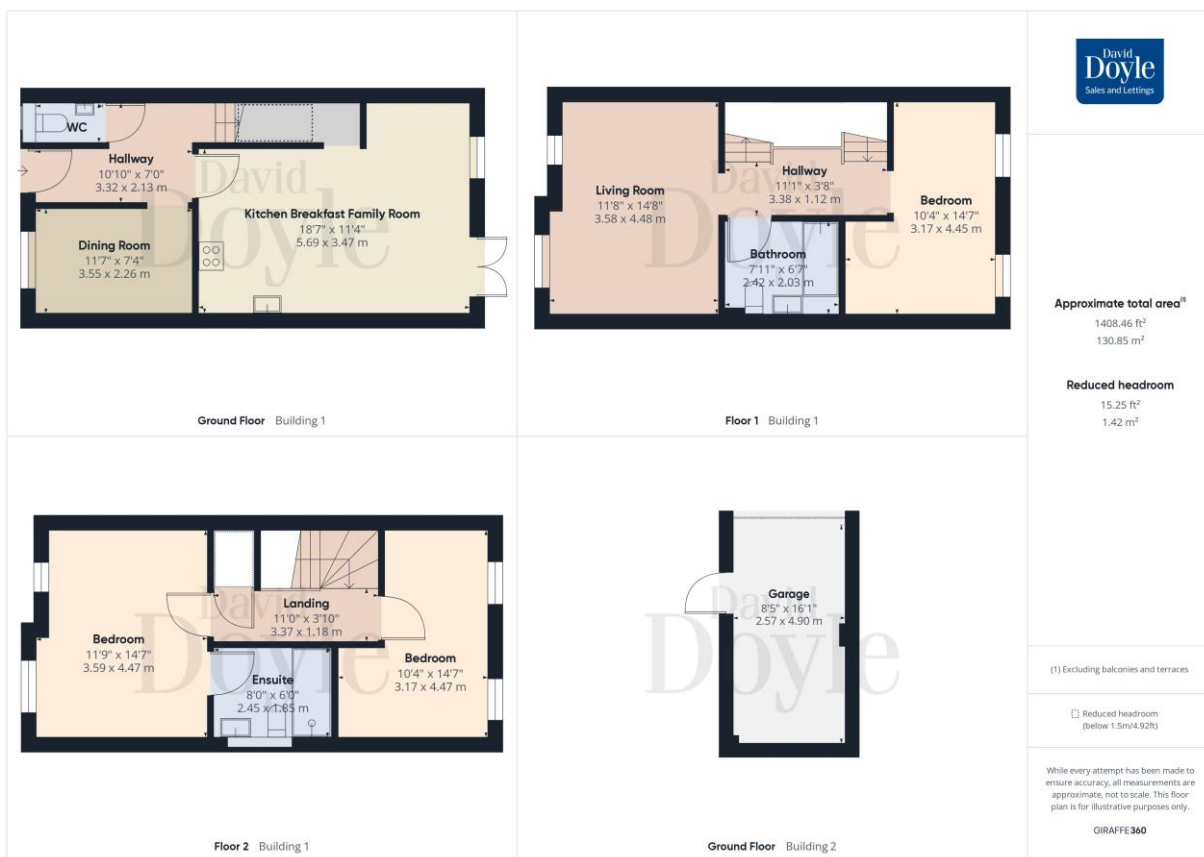 WC
Hallway
10'10" x 7'0"
3.32 x 2.13 m
Kitchen Breakfast Family Room
18'7" x 11'4"
5.69 x 3.47 m
Dining Room
11'7" x 7'4"
3.55 x 2.26 m
David
Doyle
Ground Floor Building 1
Living Room
11'8" x 14'8"
3.58 x 4.48 m
Hallway
11'1" x 3'8"
3.38 x 1.12 m
Bedroom
10'4" x 14'7"
3.17 x 4.45 m
Bathroom
7'11" x 6'7"
2.42 x 2.03 m
David
Doyle
Floor 1 Building 1
Bedroom
11'9" x 14'7"
3.59 x 4.47 m
Landing
11'0" x 3'10"
3.37 x 1.18 m
Ensuite
8'0" x 6'0"
2.45 x 1.85 m
Bedroom
10'4" x 14'7"
3.17 x 4.47 m
David
Doyle
Floor 2 Building 1
Garage
8'5" x 16'1"
2.57 x 4.90 m
David
Doyle
Ground Floor Building 2
David
Doyle
Sales and Lettings
Approximate total area(1)
1408.46 ft²
130.85 m²
Reduced headroom
15.25 ft²
1.42 m²
(1) Excluding balconies and terraces
Reduced headroom
(below 1.5m/4.92ft)
While every attempt has been made to
ensure accuracy, all measurements are
approximate, not to scale. This floor
plan is for illustrative purposes only.
GIRAFFE360